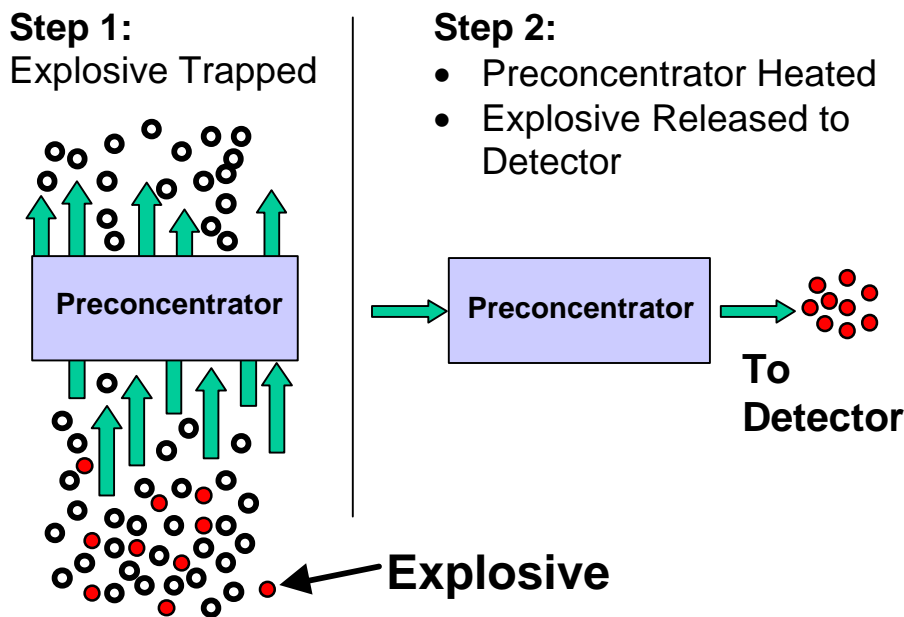 Step 1:
Explosive Trapped
Preconcentrator
Explosive
Step 2:
• Preconcentrator Heated
• Explosive Released to
Detector
Preconcentrator
To
Detector